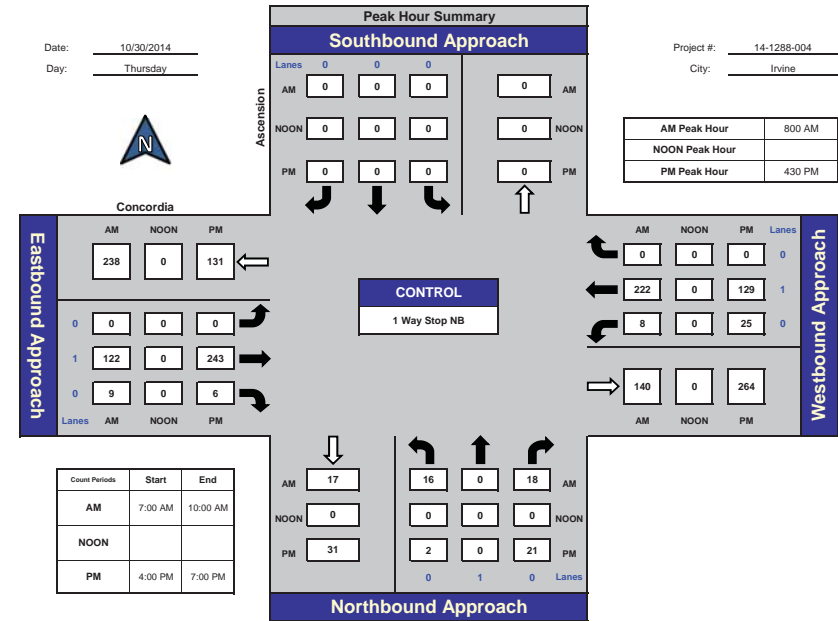 Peak Hour Summary
Southbound Approach
Date: 10/30/2014
Day: Thursday
Project #: 14-1288-004
City: Irvine
N
Ascension
Lanes 0 0 0
AM 0 0 0 0 AM
NOON 0 0 0 0 NOON
PM 0 0 0 0 PM
AM Peak Hour 800 AM
NOON Peak Hour
PM Peak Hour 430 PM
Concordia
Eastbound Approach
AM NOON PM
238 0 131
0 0 0 0
1 122 0 243
0 9 0 6
Lanes AM NOON PM
CONTROL
1 Way Stop NB
Westbound Approach
AM NOON PM Lanes
0 0 0 0
222 0 129 1
8 0 25 0
140 0 264
AM NOON PM
Count Periods Start End
AM 7:00 AM 10:00 AM
NOON
PM 4:00 PM 7:00 PM
AM 17 16 0 18 AM
NOON 0 0 0 0 NOON
PM 31 2 0 21 PM
0 1 0 Lanes
Northbound Approach